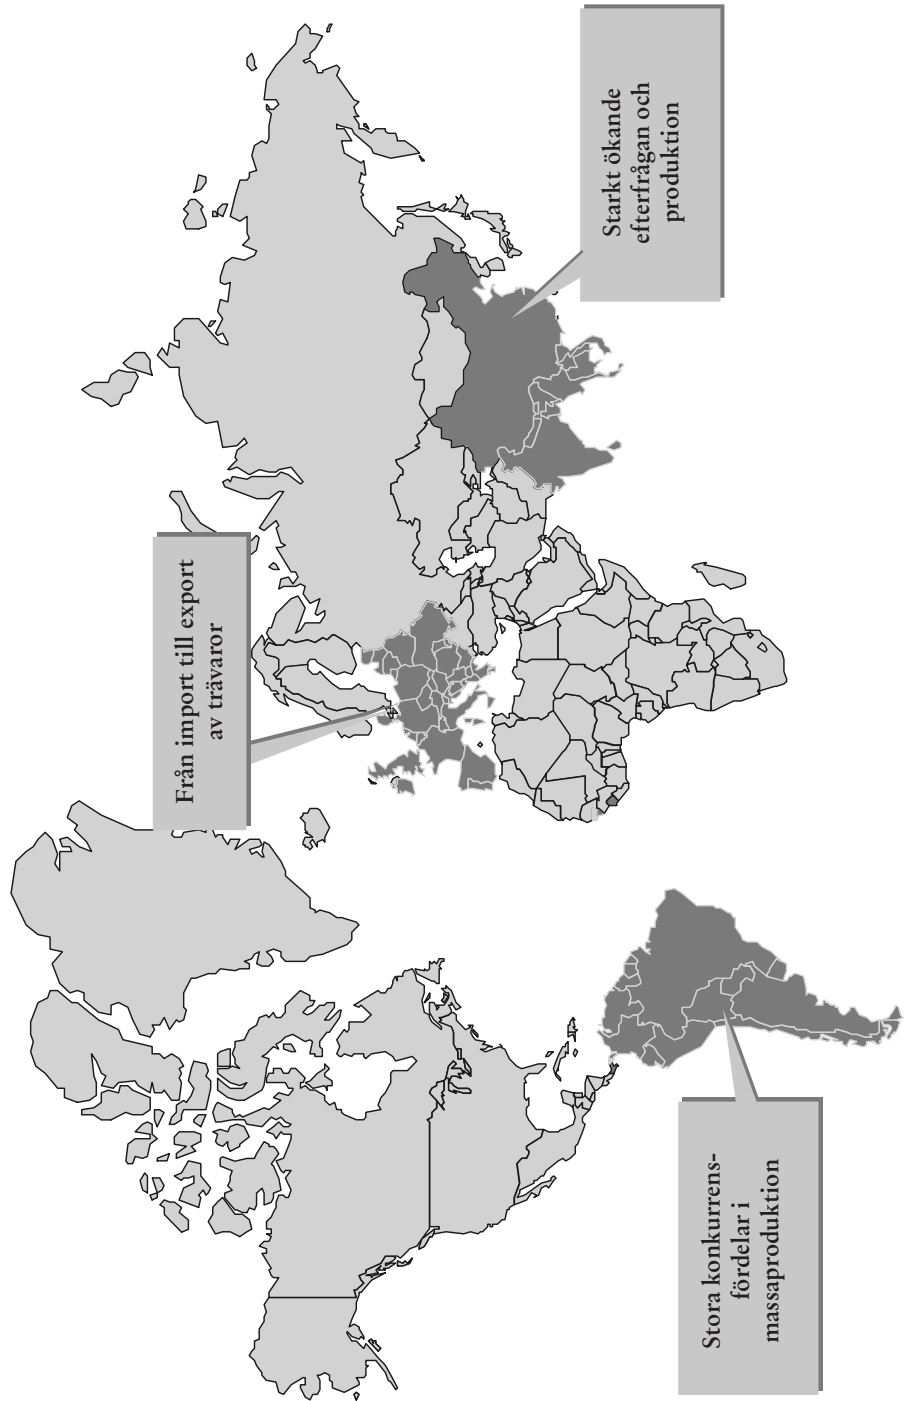 Från import till export
av trävaror
Starkt ökande
efterfrågan och
produktion
Stora konkurrens-
fördelar i
massaproduktion